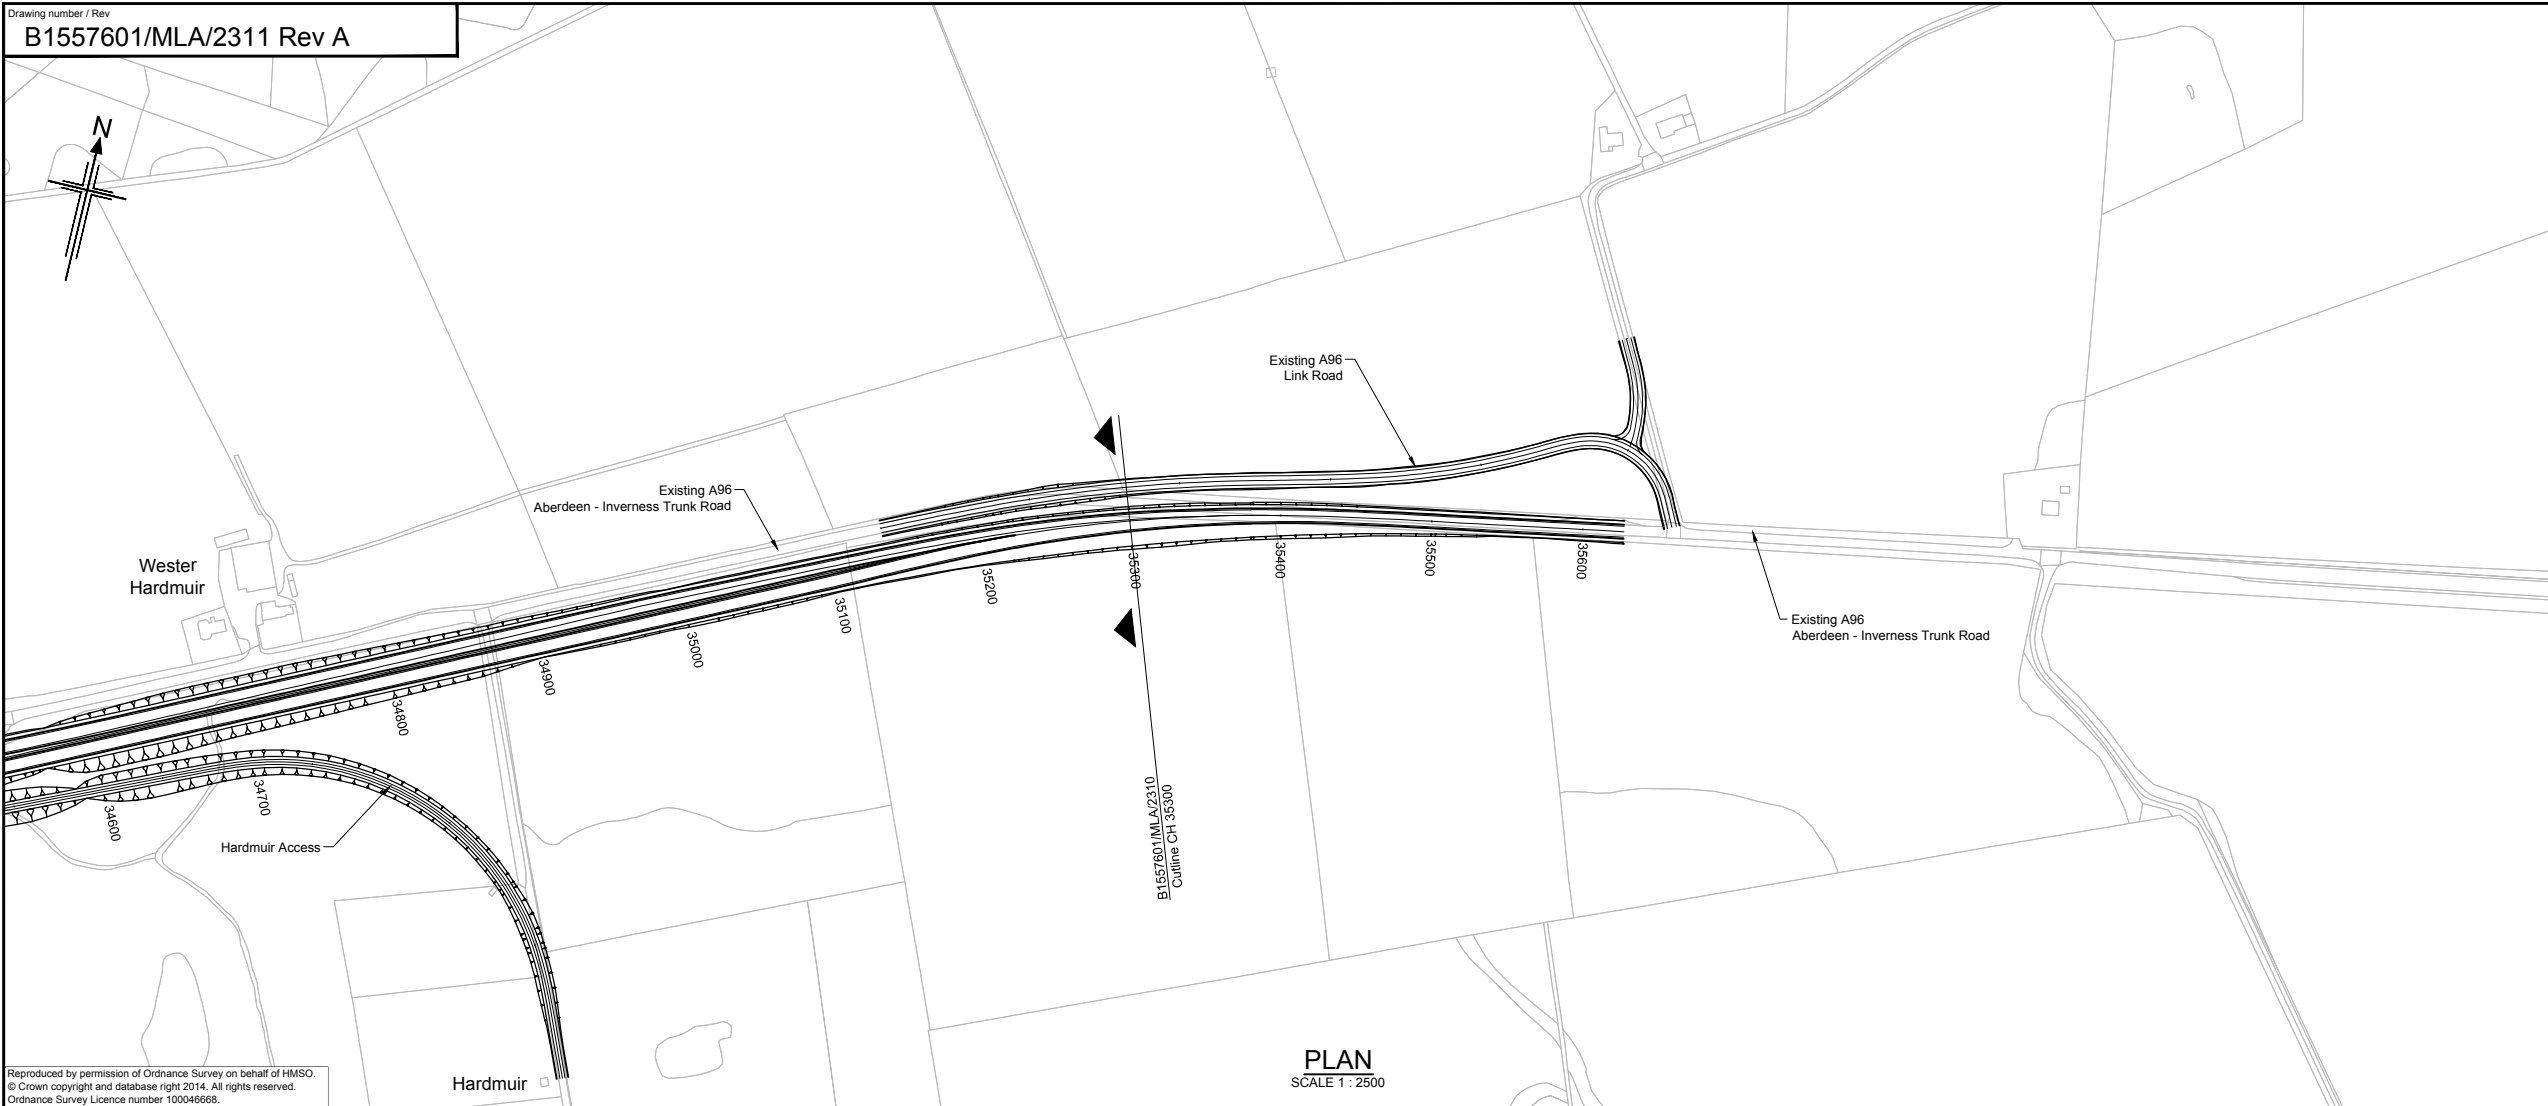 Drawing number / Rev
B1557601/MLA/2311 Rev A
N
Existing A96
Link Road
Existing A96
Aberdeen - Inverness Trunk Road
Wester
Hardmuir
Existing A96
Aberdeen - Inverness Trunk Road
34600
34700
34800
34900
35000
35100
35200
35300
35400
35500
35600
Hardmuir Access
B1557601/MLA/2310
Cutline CH 35300
Hardmuir
PLAN
SCALE 1 : 2500
Reproduced by permission of Ordnance Survey on behalf of HMSO.
© Crown copyright and database right 2014. All rights reserved.
Ordnance Survey Licence number 100046668.